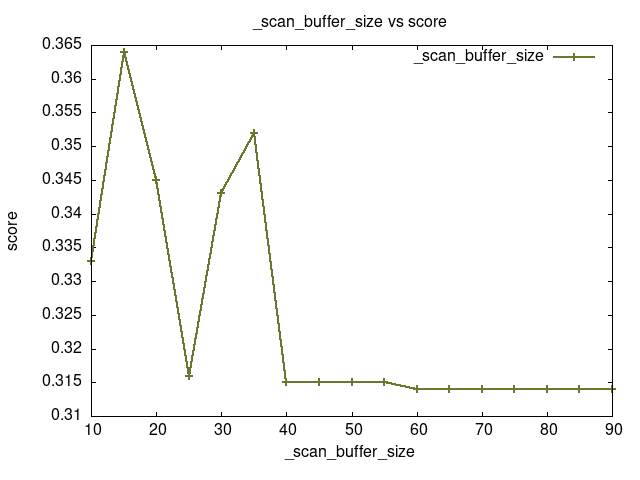 _scan_buffer_size vs score
_scan_buffer_size
0.365
0.36
0.355
0.35
0.345
0.34
0.335
0.33
0.325
0.32
0.315
0.31
score
10 20 30 40 50 60 70 80 90
_scan_buffer_size